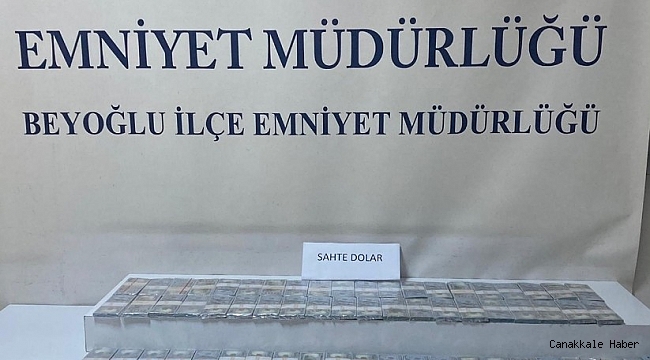 EMNİYET MÜDÜRLÜĞÜ
BEYOĞLU İLÇE EMNİYET MÜDÜRLÜĞÜ
SAHTE DOLAR
Canakkale Haber